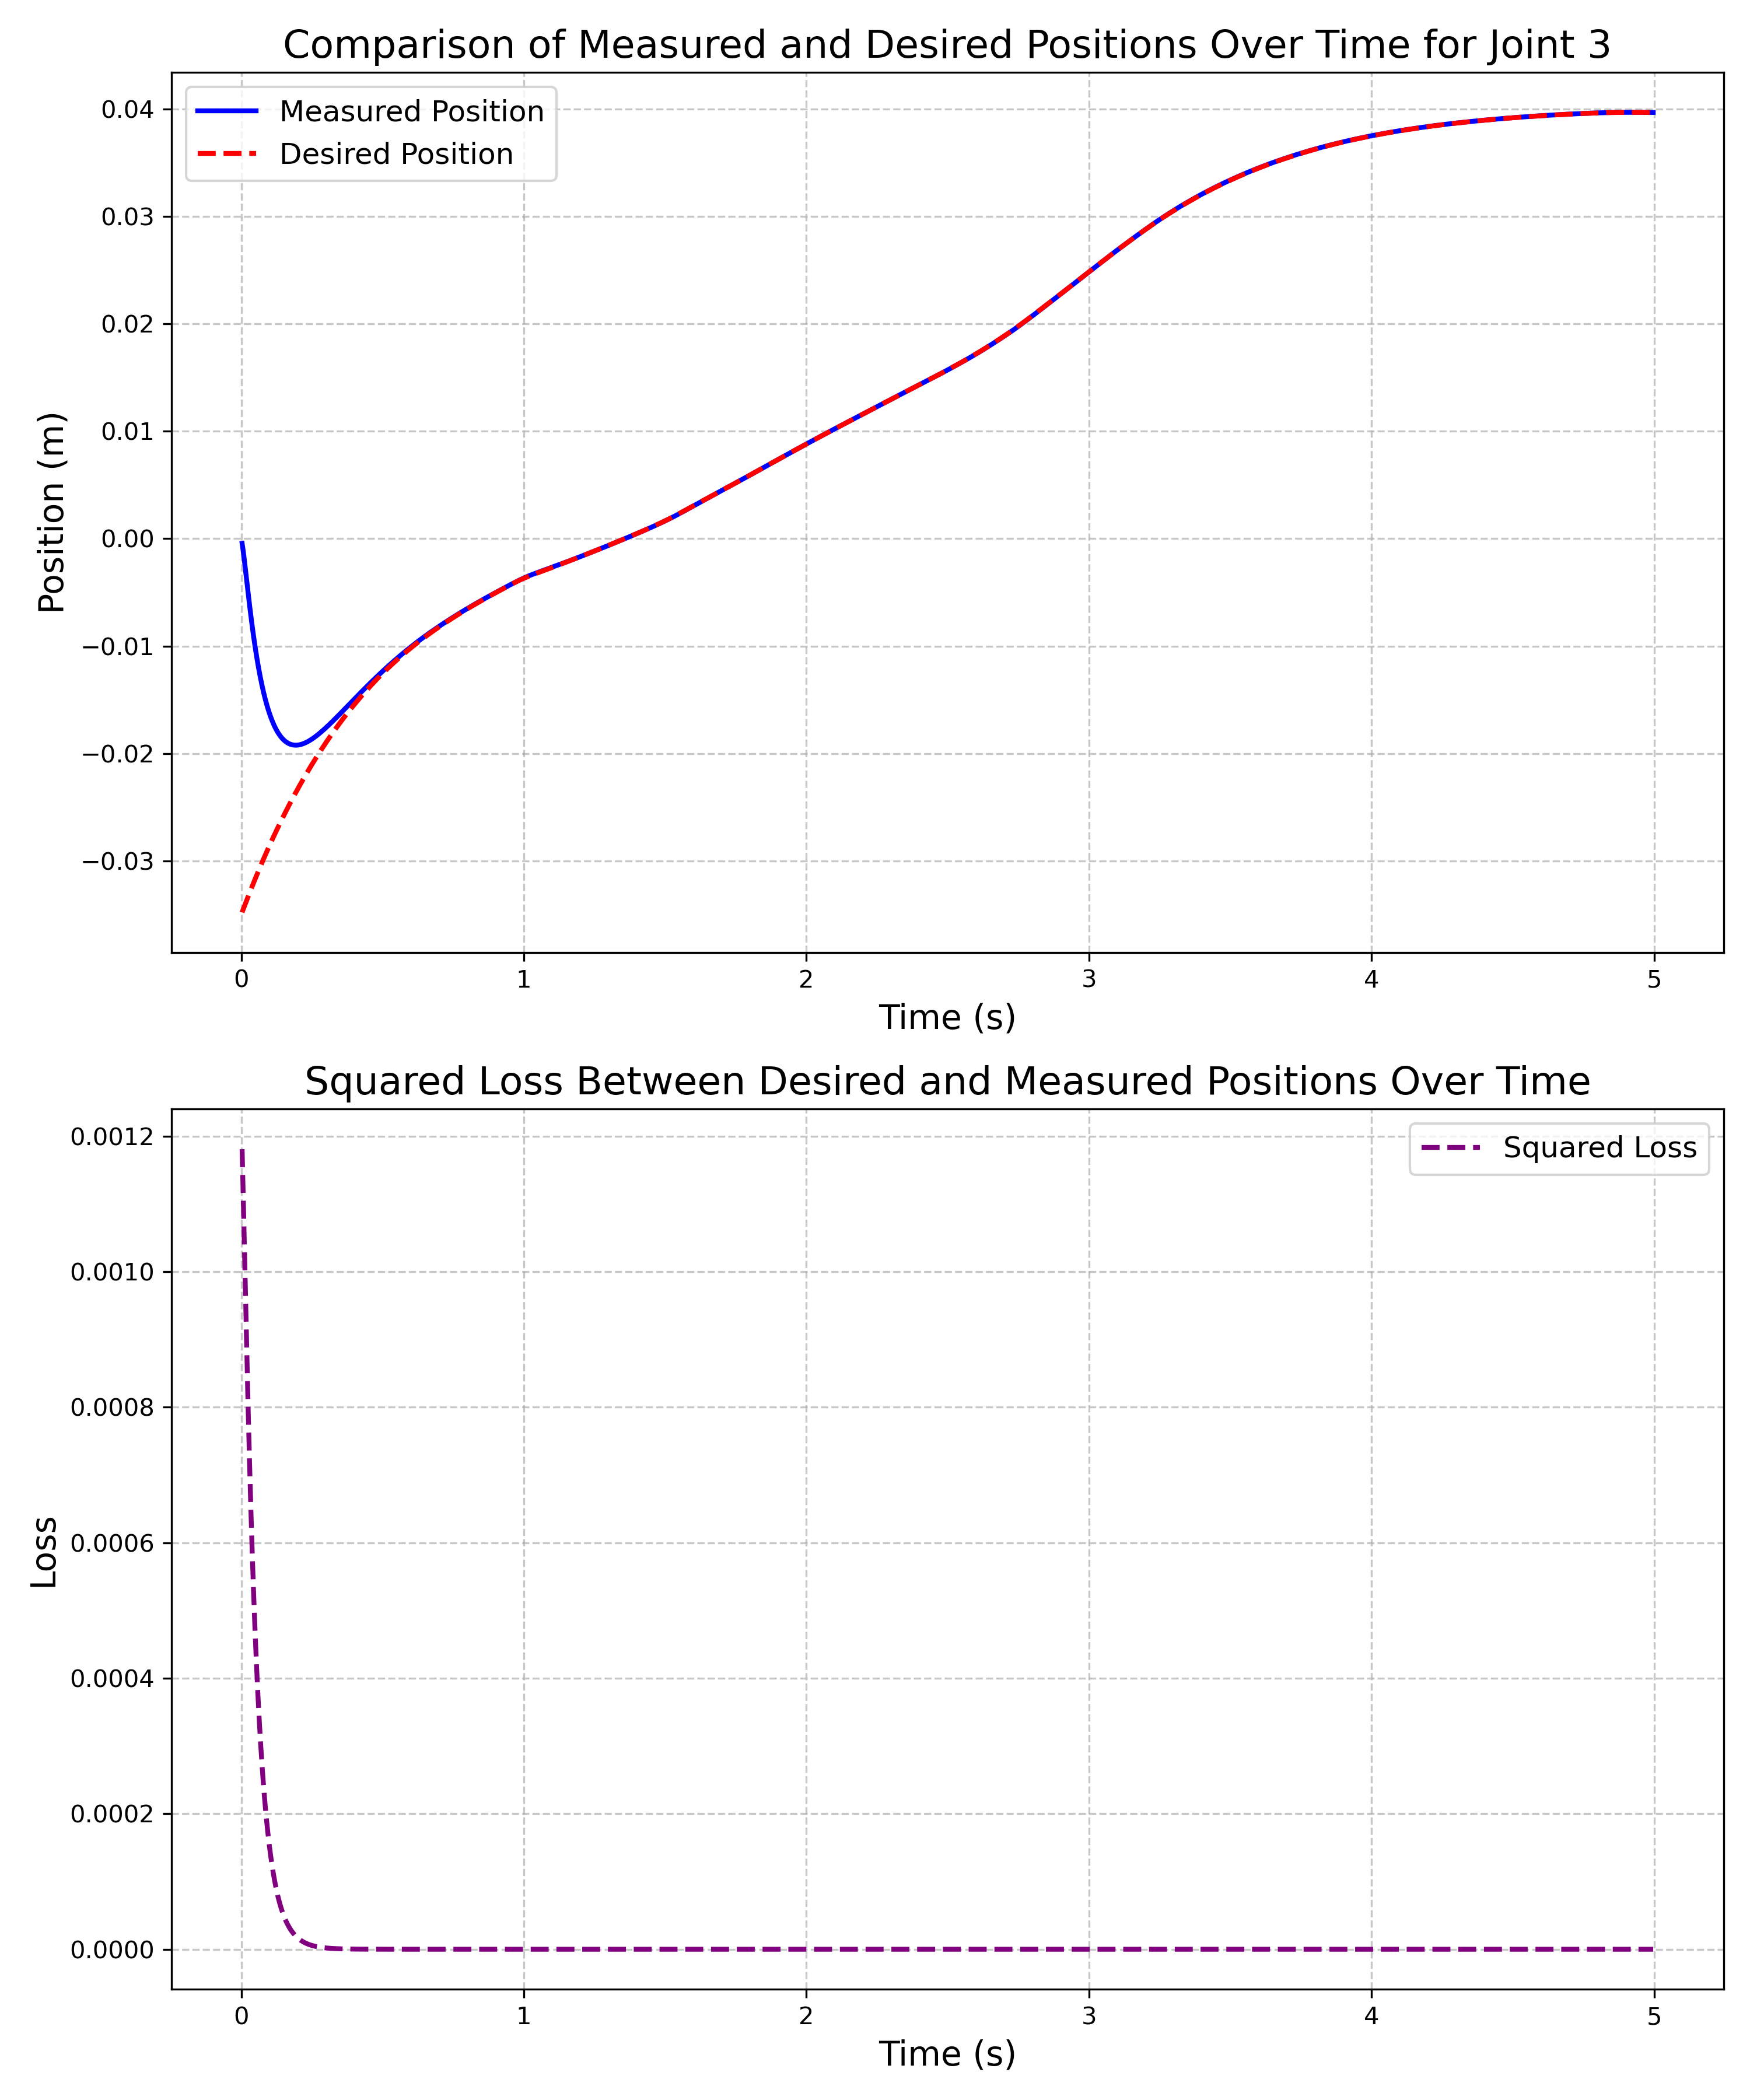 Comparison of Measured and Desired Positions Over Time for Joint 3
Measured Position
Desired Position
0.04
0.03
0.02
0.01
0.00
−0.01
−0.02
−0.03
Position (m)
0 1 2 3 4 5
Time (s)
Squared Loss Between Desired and Measured Positions Over Time
Squared Loss
0.0012
0.0010
0.0008
0.0006
0.0004
0.0002
0.0000
Loss
0 1 2 3 4 5
Time (s)